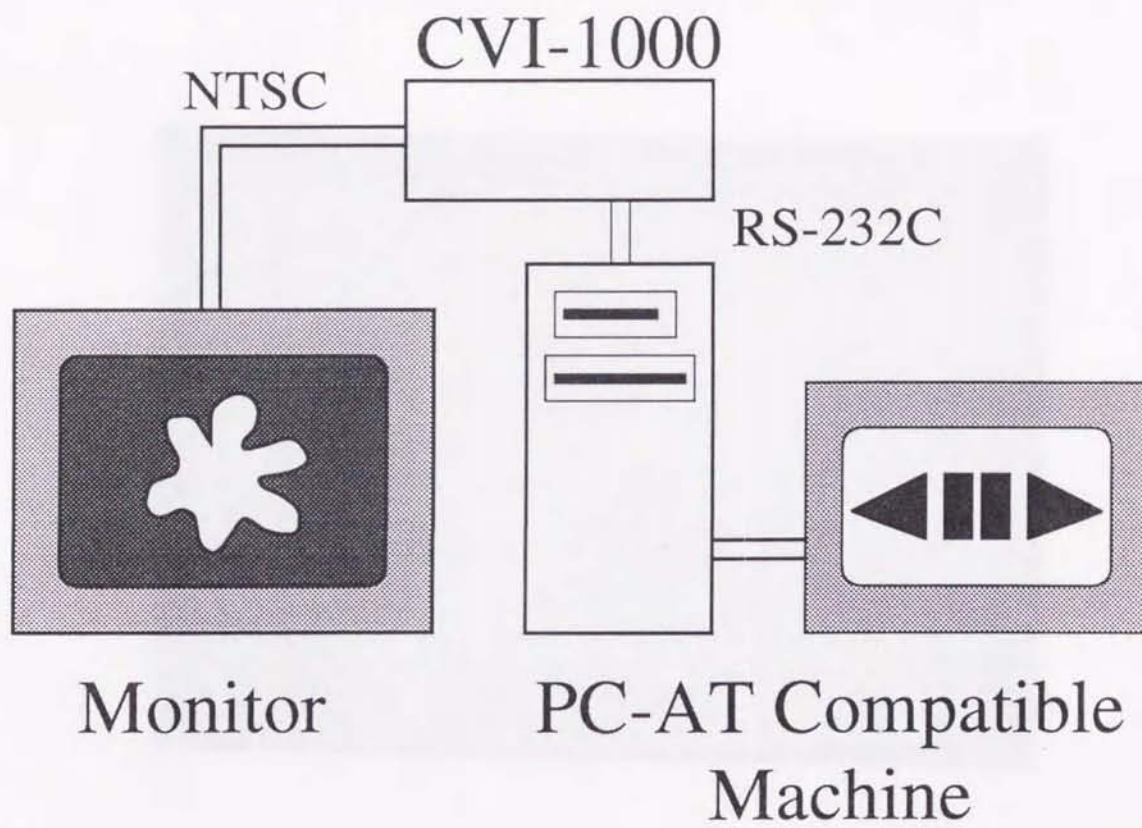 CVI-1000
NTSC
RS-232C
Monitor
PC-AT Compatible
Machine